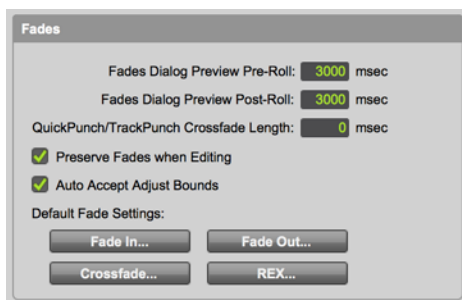 Fades
Fades Dialog Preview Pre-Roll: 3000 msec
Fades Dialog Preview Post-Roll: 3000 msec
QuickPunch/TrackPunch Crossfade Length: 0 msec
Preserve Fades when Editing
Auto Accept Adjust Bounds
Default Fade Settings:
Fade In... Fade Out...
Crossfade... REX...